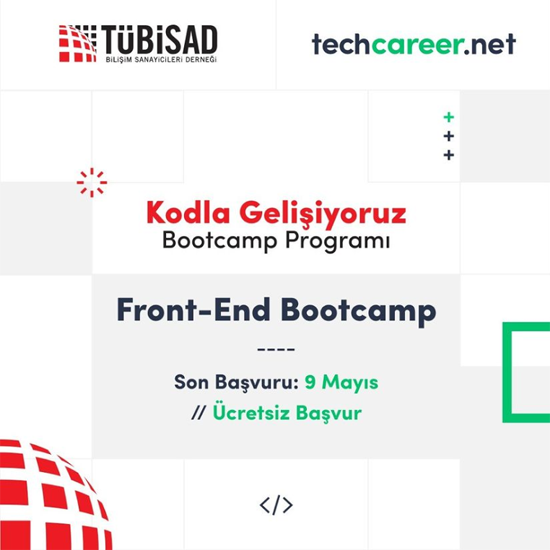 TÜBİSAD
BİLİŞİM SANAYİCİLERİ DERNEĞİ
techcareer.net
Kodla Gelişiyoruz
Bootcamp Programı
Front-End Bootcamp
----
Son Başvuru: 9 Mayıs
// Ücretsiz Başvur
</>